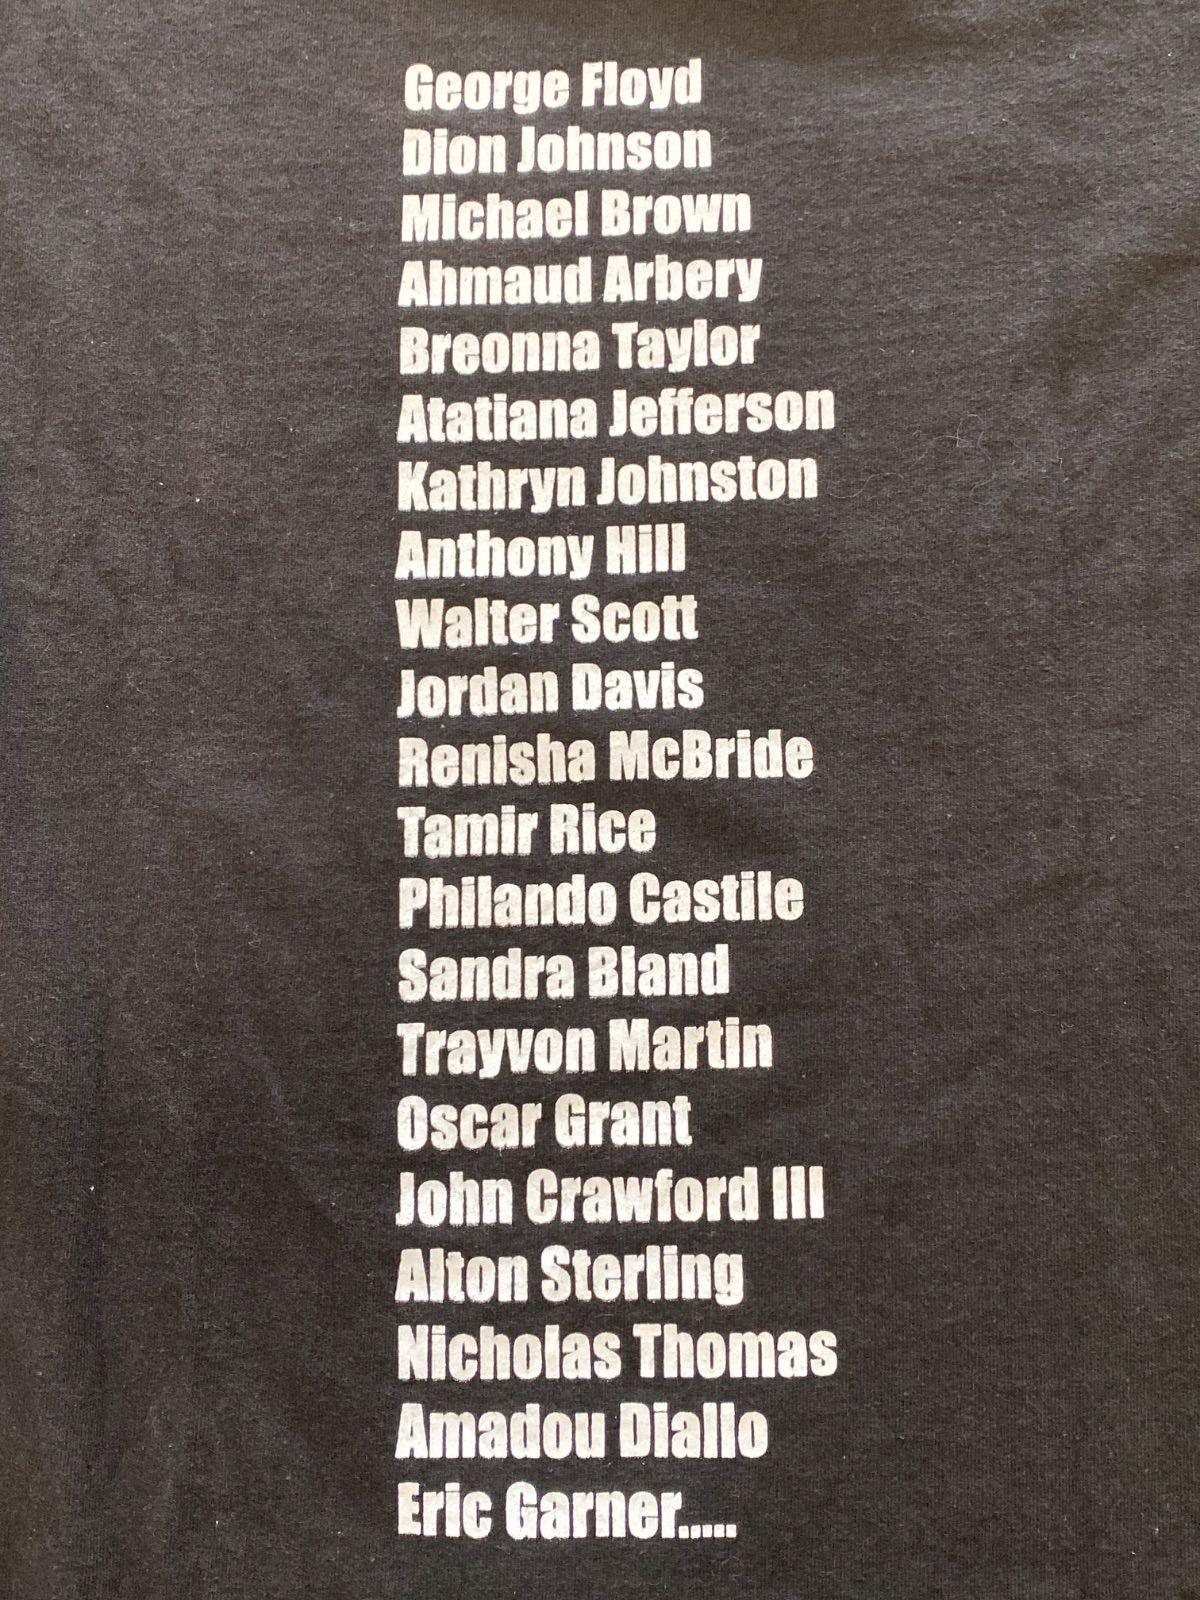 George Floyd
Dion Johnson
Michael Brown
Ahmaud Arbery
Breonna Taylor
Atatiana Jefferson
Kathryn Johnston
Anthony Hill
Walter Scott
Jordan Davis
Renisha McBride
Tamir Rice
Philando Castile
Sandra Bland
Trayvon Martin
Oscar Grant
John Crawford III
Alton Sterling
Nicholas Thomas
Amadou Diallo
Eric Garner.....